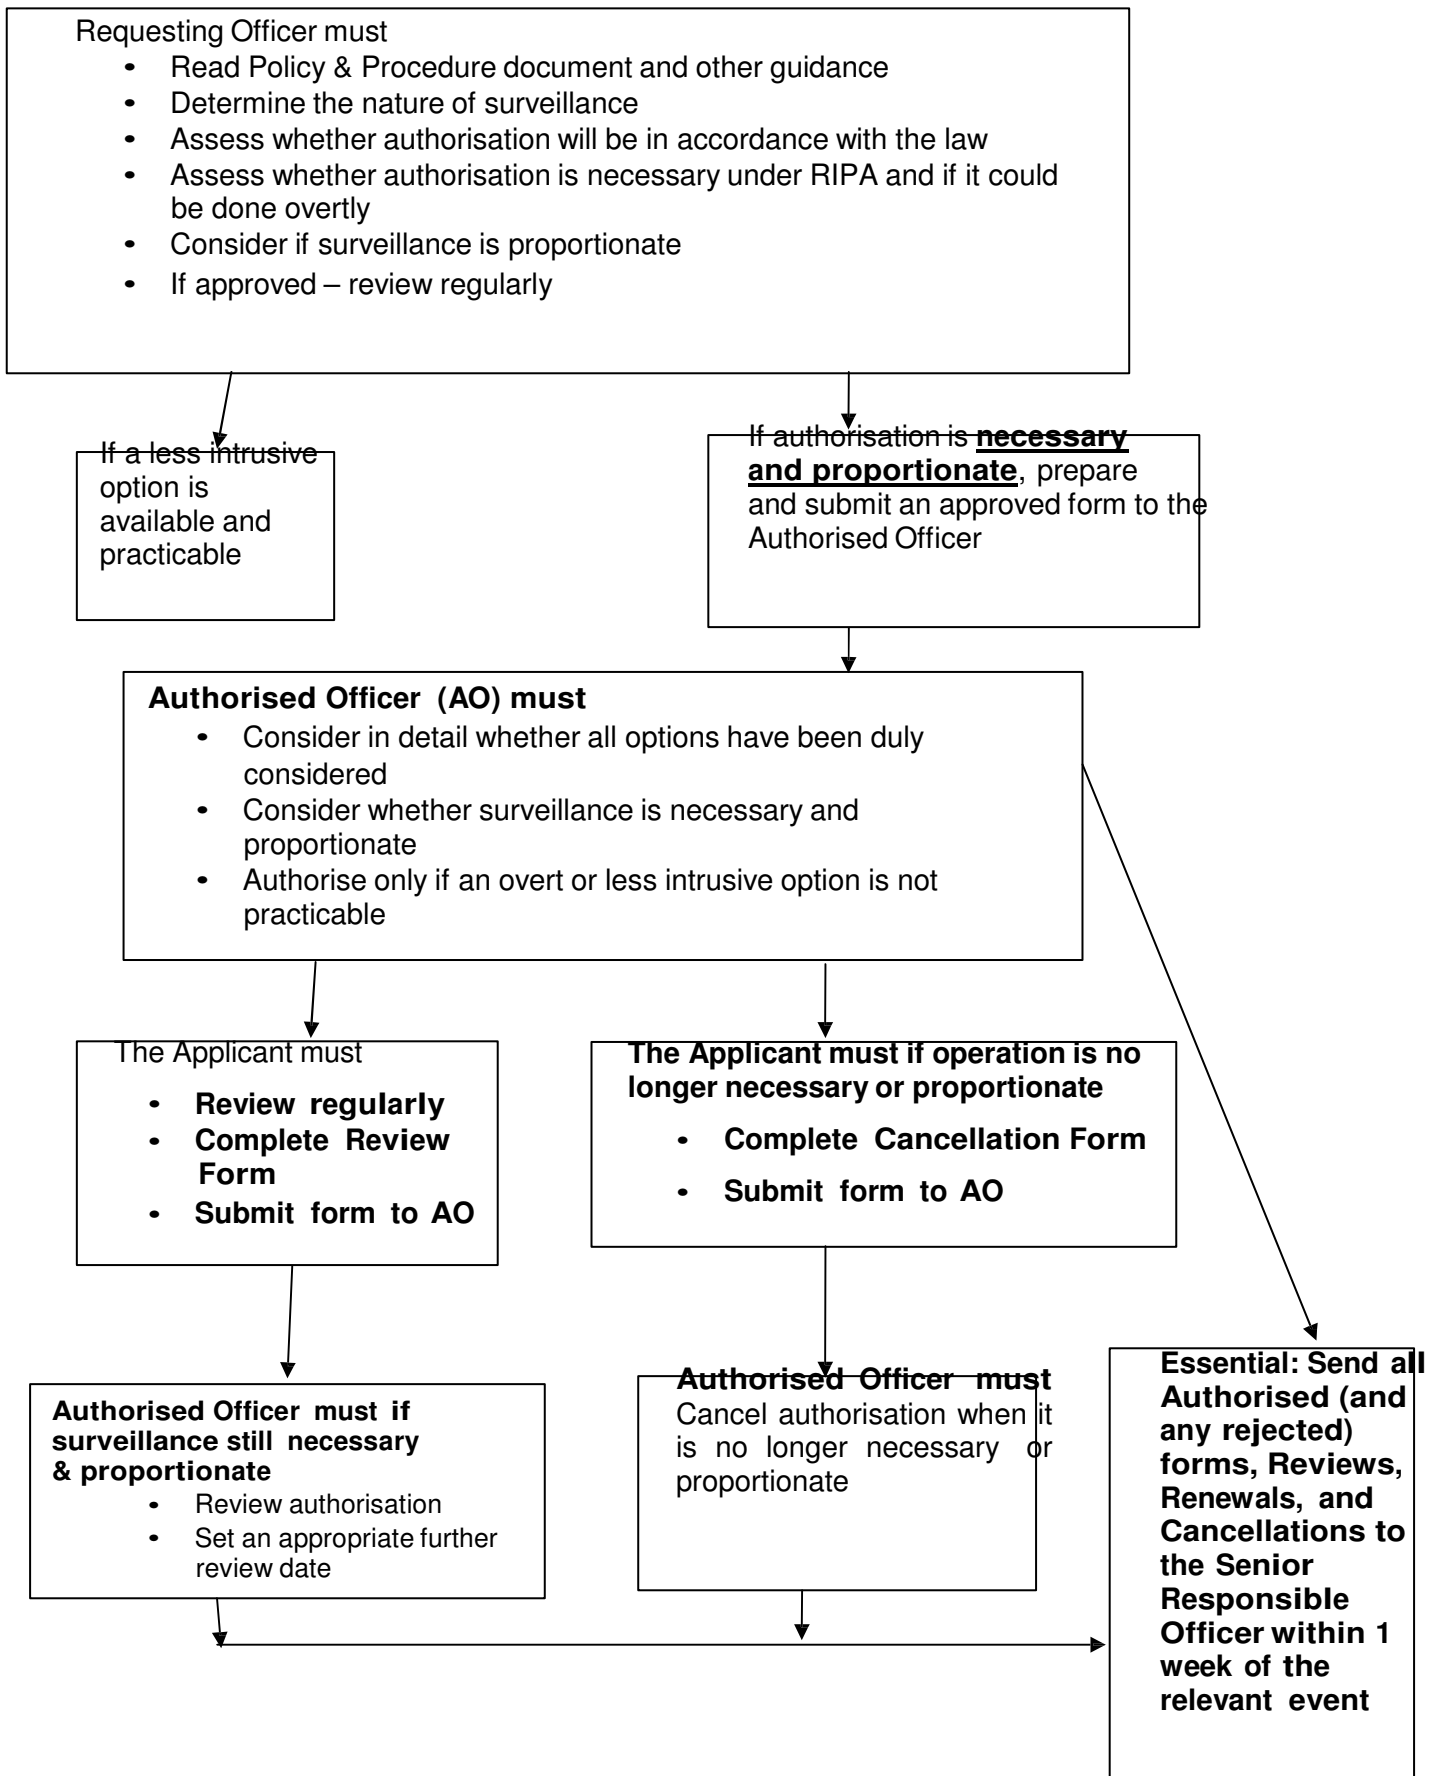 Requesting Officer must
• Read Policy & Procedure document and other guidance
• Determine the nature of surveillance
• Assess whether authorisation will be in accordance with the law
• Assess whether authorisation is necessary under RIPA and if it could
be done overtly
• Consider if surveillance is proportionate
• If approved – review regularly
If a less intrusive
option is
available and
practicable
If authorisation is necessary
and proportionate, prepare
and submit an approved form to the
Authorised Officer
Authorised Officer (AO) must
• Consider in detail whether all options have been duly
considered
• Consider whether surveillance is necessary and
proportionate
• Authorise only if an overt or less intrusive option is not
practicable
The Applicant must
• Review regularly
• Complete Review
Form
• Submit form to AO
The Applicant must if operation is no
longer necessary or proportionate
• Complete Cancellation Form
• Submit form to AO
Authorised Officer must if
surveillance still necessary
& proportionate
• Review authorisation
• Set an appropriate further
review date
Authorised Officer must
Cancel authorisation when it
is no longer necessary or
proportionate
Essential: Send all
Authorised (and
any rejected)
forms, Reviews,
Renewals, and
Cancellations to
the Senior
Responsible
Officer within 1
week of the
relevant event